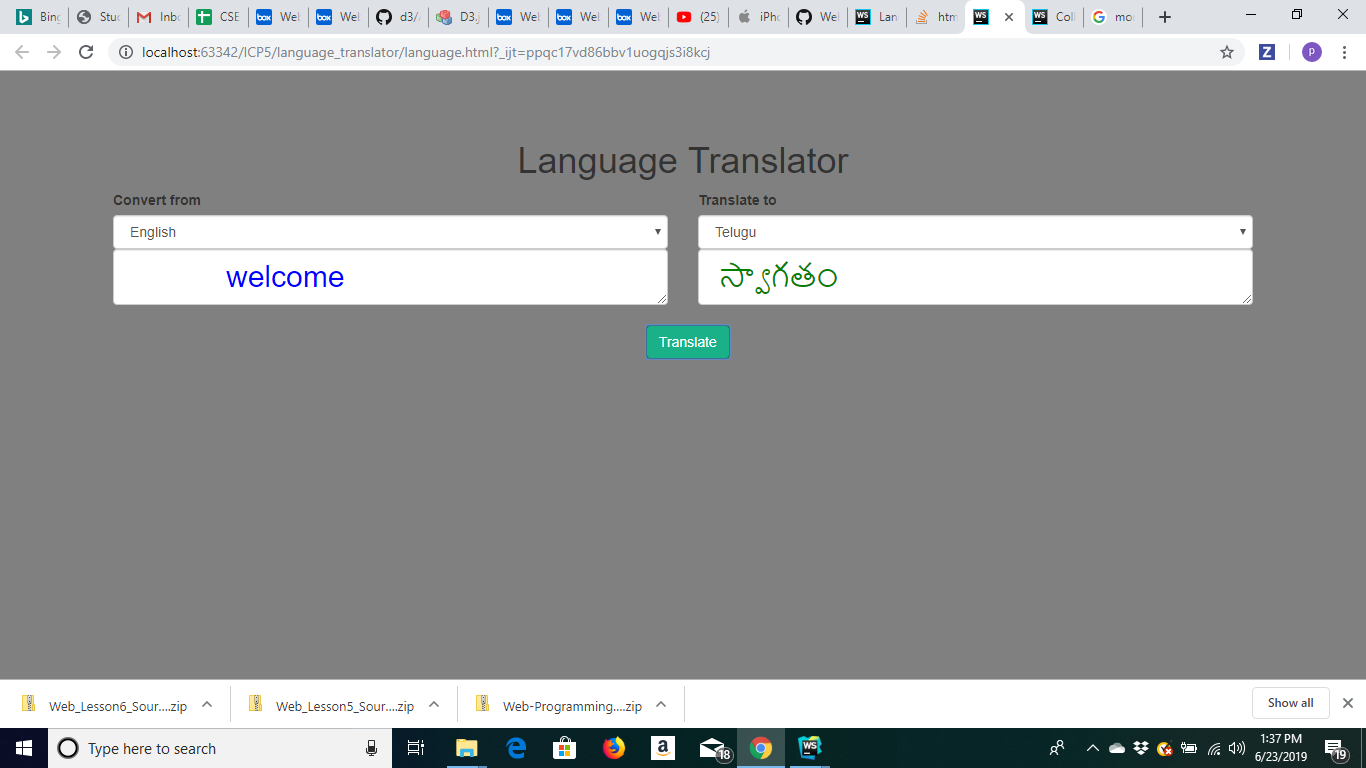 Bing
Stud
Inbo
CSE
Wel
Wel
d3/
D3.j
Wel
Wel
Wel
(25)
iPho
Wel
Lan
htm
Coll
mo
localhost:63342/ICP5/language_translator/language.html?_ijt=ppqc17vd86bbv1uogqjs3i8kcj
Language Translator
Convert from
Translate to
English
Telugu
welcome
స్వాగతం
Translate
Web_Lesson6_Sour....zip
Web_Lesson5_Sour....zip
Web-Programming....zip
Show all
Type here to search
18
1:37 PM
6/23/2019
19